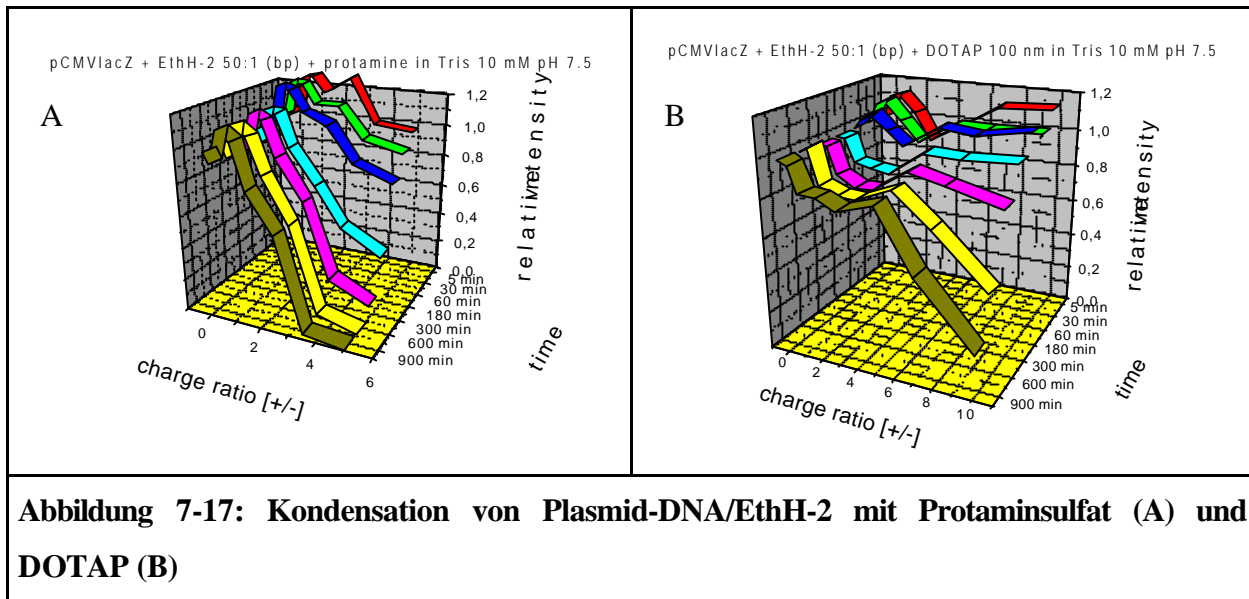 pCMVlacZ + EthH-2 50:1 (bp) + protamine in Tris 10 mM pH 7.5
A
1,2
1,0
0,8
0,6
0,4
0,2
0,0
relative
5 min
30 min
60 min
180 min
300 min
600 min
900 min
time
0
2
4
6
charge ratio [+/-]
pCMVlacZ + EthH-2 50:1 (bp) + DOTAP 100 nm in Tris 10 mM pH 7.5
B
1,2
1,0
0,8
0,6
0,4
0,2
0,0
relative
5 min
30 min
60 min
180 min
300 min
600 min
900 min
time
0
2
4
6
8
10
charge ratio [+/-]
Abbildung 7-17: Kondensation von Plasmid-DNA/EthH-2 mit Protaminsulfat (A) und
DOTAP (B)